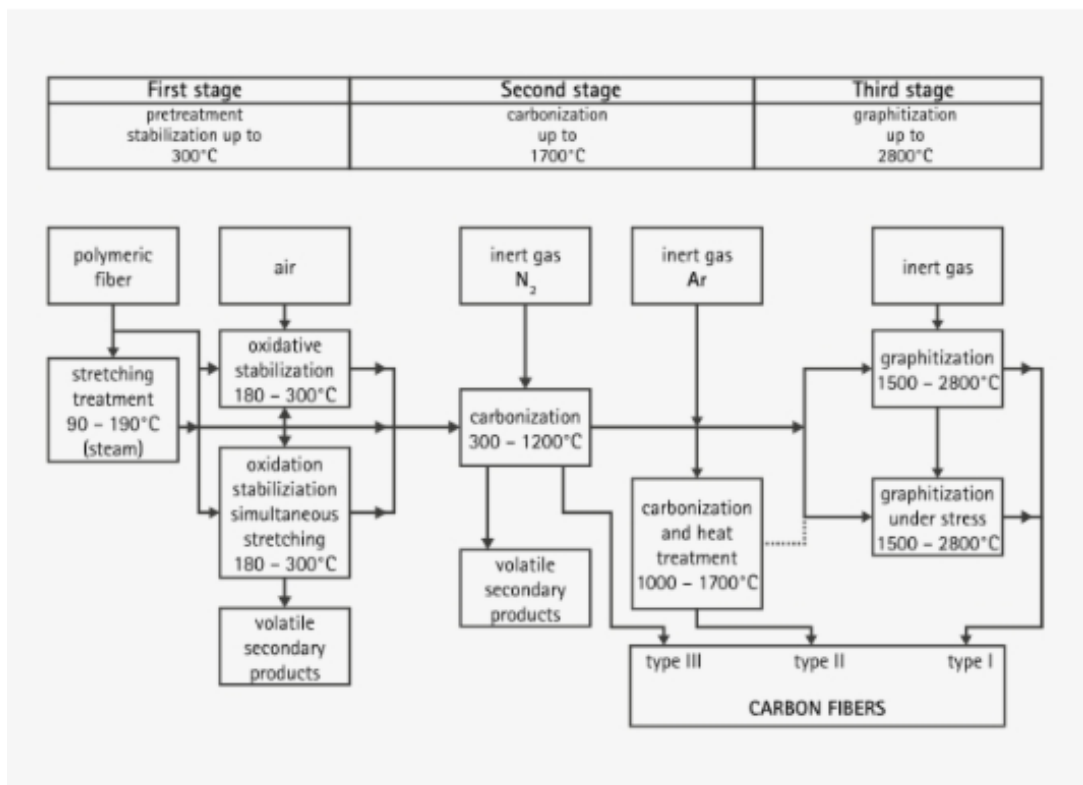 First stage
pretreatment
stabilization up to
300°C
Second stage
carbonization
up to
1700°C
Third stage
graphitization
up to
2800°C
polymeric
fiber
air
inert gas
N₂
inert gas
Ar
inert gas
stretching
treatment
90 – 190°C
(steam)
oxidative
stabilization
180 – 300°C
oxidation
stabiliziation
simultaneous
stretching
180 – 300°C
volatile
secondary
products
carbonization
300 – 1200°C
volatile
secondary
products
carbonization
and heat
treatment
1000 – 1700°C
graphitization
1500 – 2800°C
graphitization
under stress
1500 – 2800°C
type III
type II
type I
CARBON FIBERS